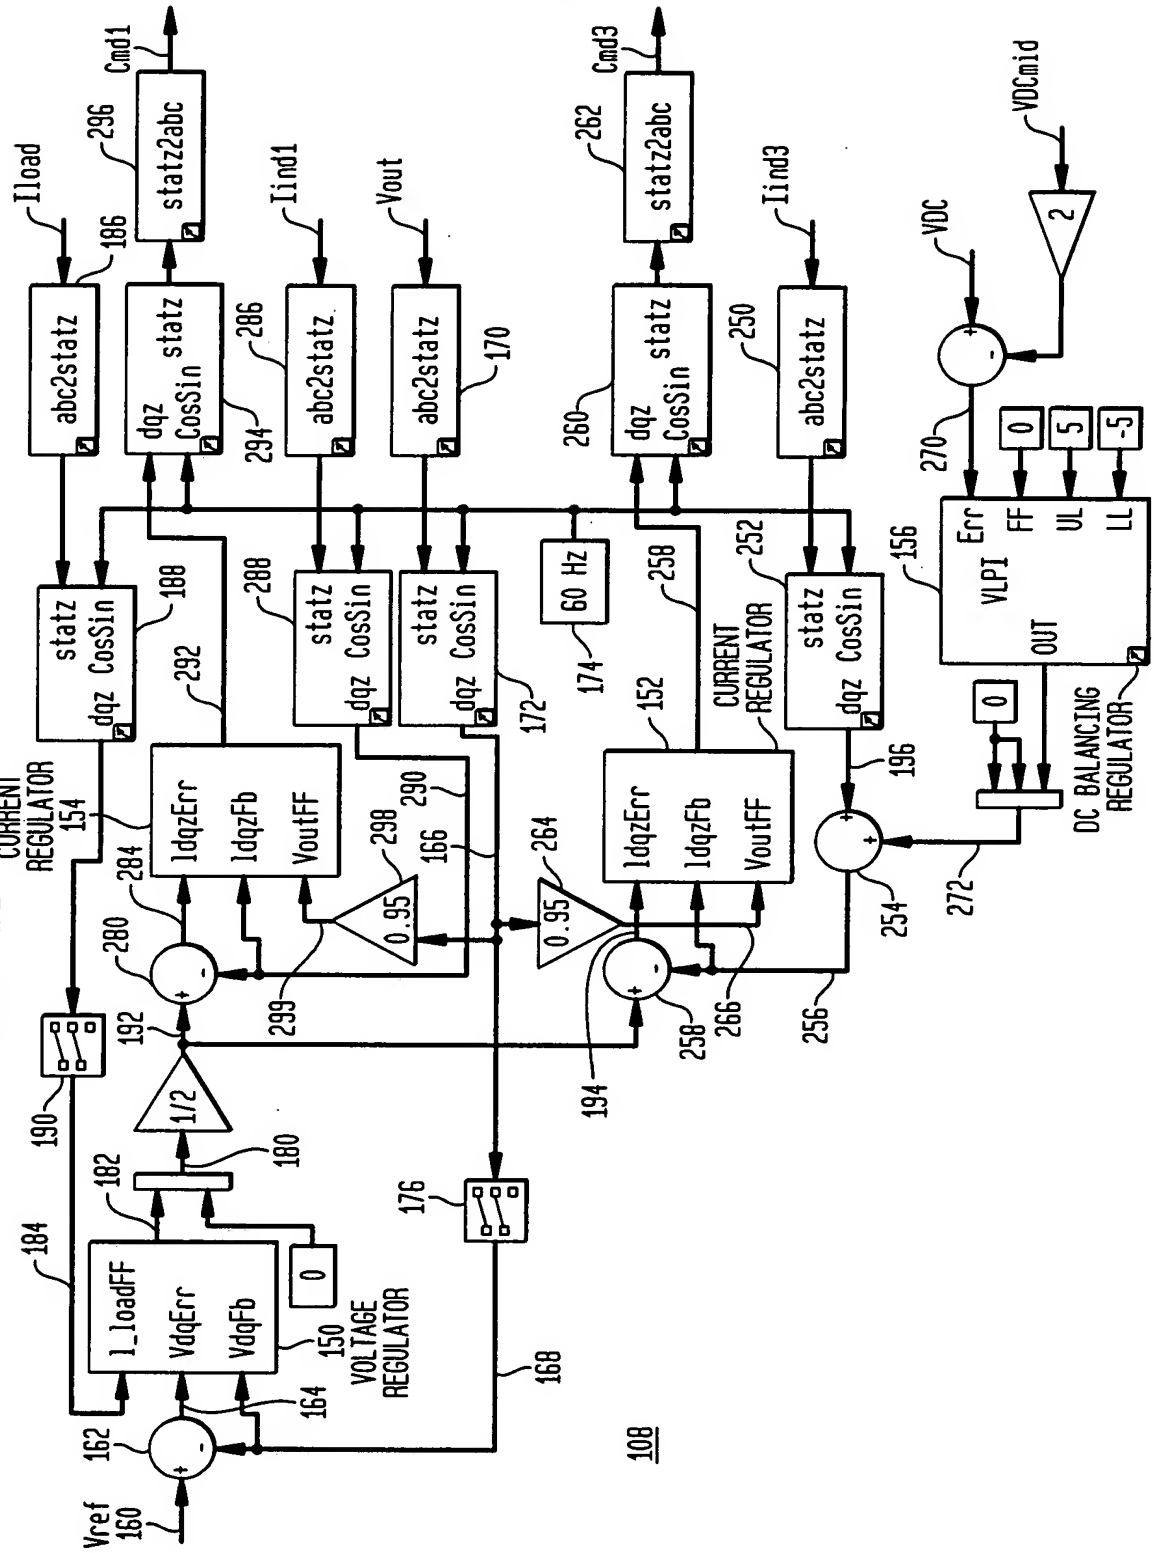 Vref
160
162
164
184
l_loadFF
VdqErr
VdqFb
150
VOLTAGE
REGULATOR
0
182
180
1/2
190
192
280
284
CURRENT
REGULATOR
154
IdqzErr
IdqzFb
VoutFF
299
298
0.95
292
290
166
168
176
188
statz
CosSin
dqz
Iload
186
abc2statz
Cmd1
296
statz2abc
dqz
statz
CosSin
294
Iind1
286
abc2statz
288
statz
CosSin
dqz
Vout
170
abc2statz
statz
CosSin
dqz
172
60 Hz
174
264
0.95
194
258
266
256
152
IdqzErr
IdqzFb
VoutFF
CURRENT
REGULATOR
258
Cmd3
262
statz2abc
260
dqz
statz
CosSin
Iind3
250
abc2statz
252
statz
CosSin
dqz
196
254
272
0
156
Err
FF
UL
LL
VLPI
OUT
DC BALANCING
REGULATOR
0
5
-5
270
VDC
VDCmid
2
108